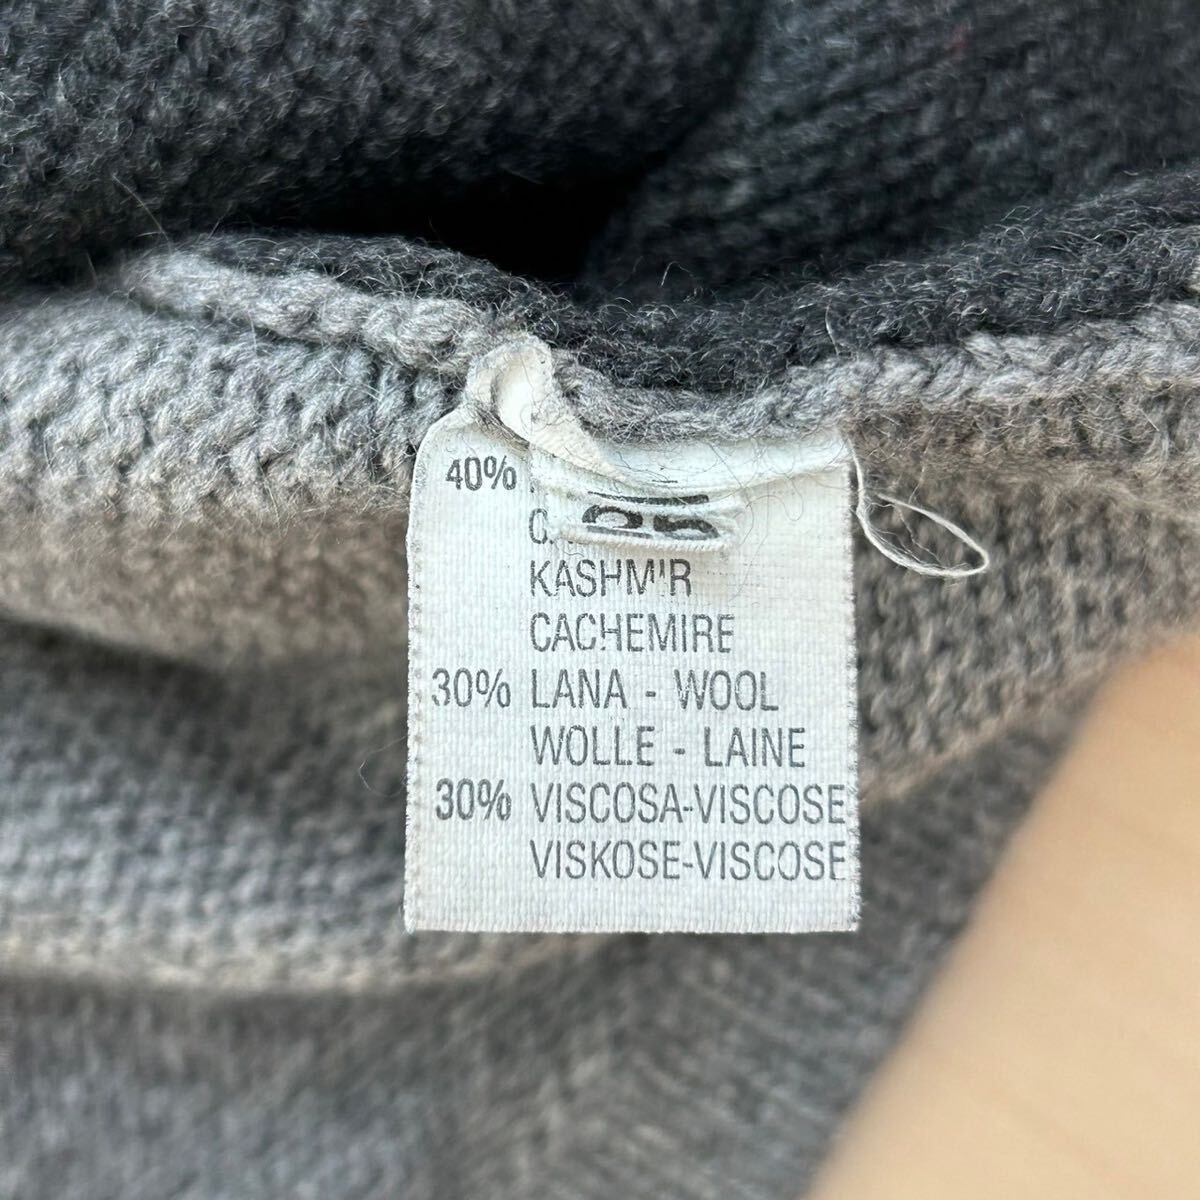 40%
KASHMIR
CACHEMIRE
30% LANA - WOOL
WOLLE - LAINE
30% VISCOSA-VISCOSE
VISKOSE-VISCOSE